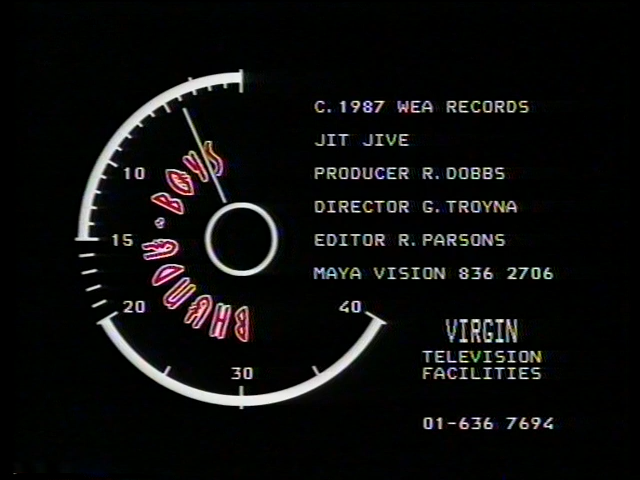 C.1987 WEA RECORDS
JIT JIVE
PRODUCER R.DOBBS
DIRECTOR G.TROYNA
EDITOR R.PARSONS
MAYA VISION 836 2706
VIRGIN
TELEVISION
FACILITIES
01-636 7694
10
15
20
30
40
BHUNDU·BOYS